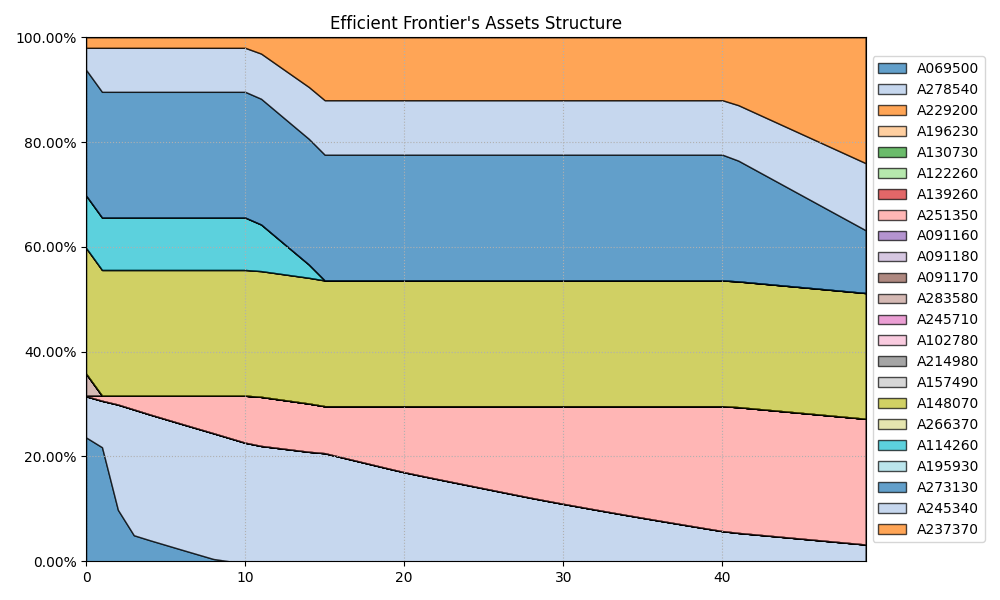 Efficient Frontier's Assets Structure
100.00%
80.00%
60.00%
40.00%
20.00%
0.00%
0
10
20
30
40
A069500
A278540
A229200
A196230
A130730
A122260
A139260
A251350
A091160
A091180
A091170
A283580
A245710
A102780
A214980
A157490
A148070
A266370
A114260
A195930
A273130
A245340
A237370